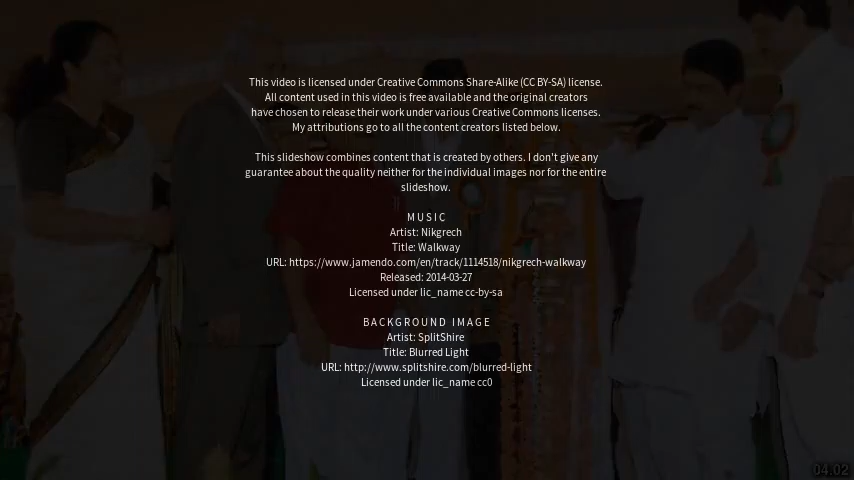 This video is licensed under Creative Commons Share-Alike (CC BY-SA) license.
All content used in this video is free available and the original creators
have chosen to release their work under various Creative Commons licenses.
My attributions go to all the content creators listed below.
This slideshow combines content that is created by others. I don't give any
guarantee about the quality neither for the individual images nor for the entire
slideshow.
MUSIC
Artist: Nikgrech
Title: Walkway
URL: https://www.jamendo.com/en/track/1114518/nikgrech-walkway
Released: 2014-03-27
Licensed under lic_name cc-by-sa
BACKGROUND IMAGE
Artist: SplitShire
Title: Blurred Light
URL: http://www.splitshire.com/blurred-light
Licensed under lic_name cc0
04.02